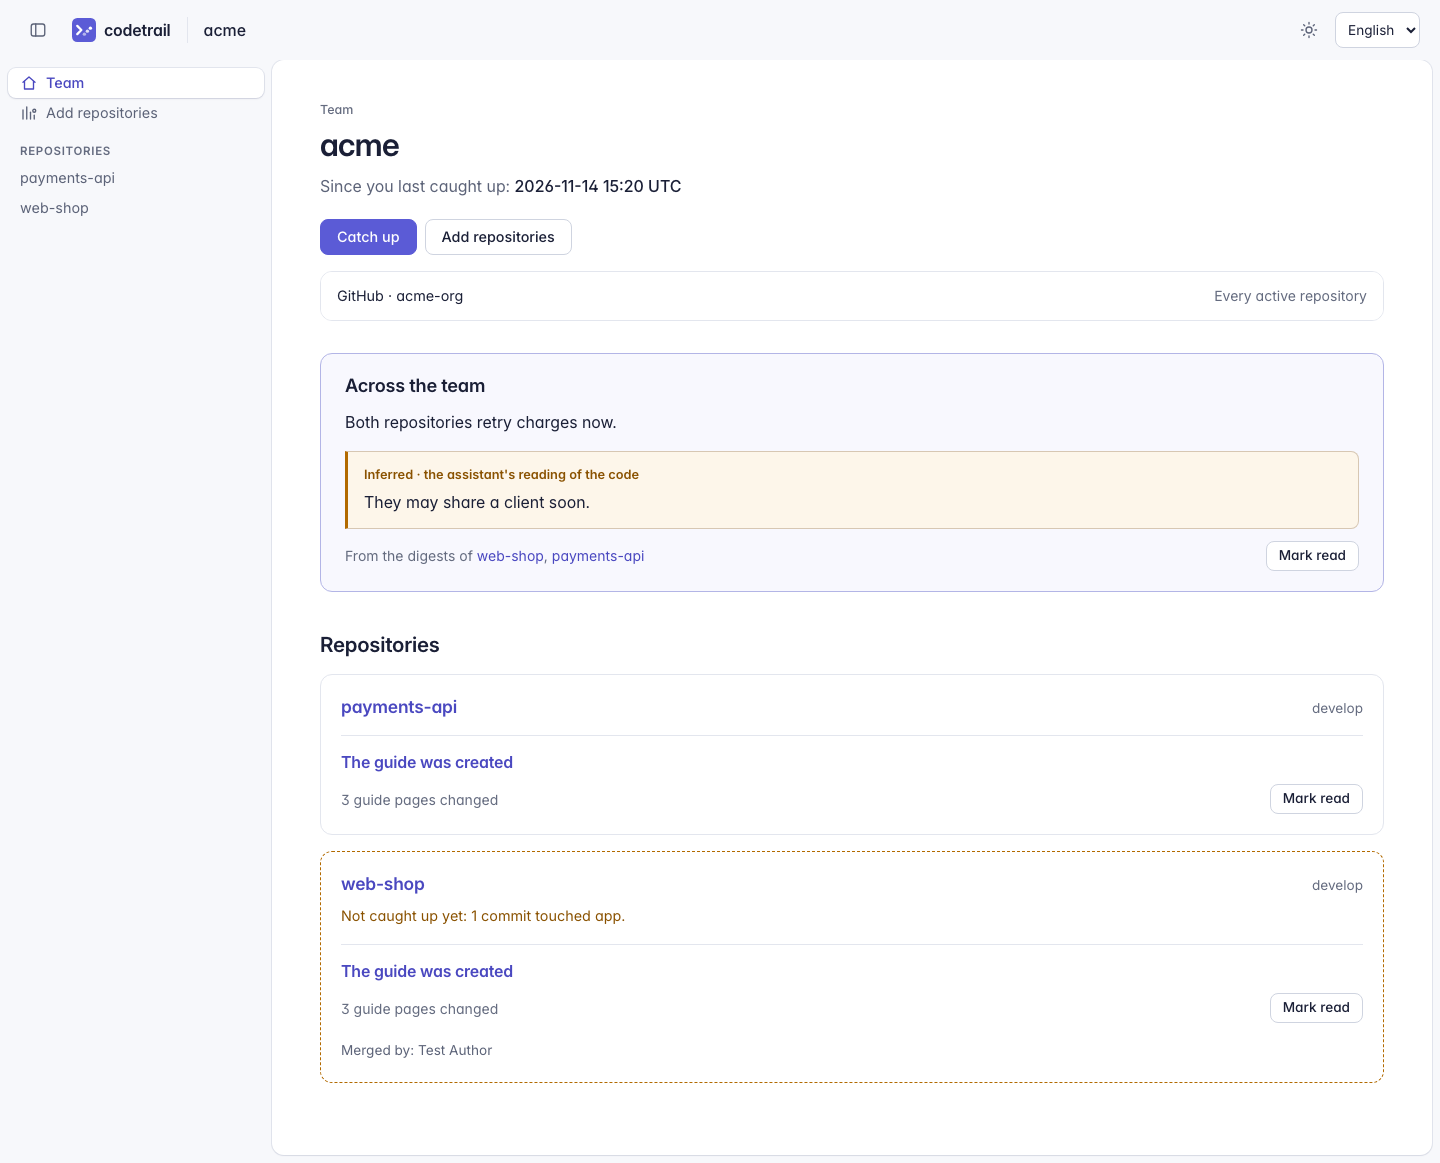 codetrail
acme
English
Team
Add repositories
REPOSITORIES
payments-api
web-shop
Team
acme
Since you last caught up: 2026-11-14 15:20 UTC
Catch up
Add repositories
GitHub · acme-org
Every active repository
Across the team
Both repositories retry charges now.
Inferred · the assistant's reading of the code
They may share a client soon.
From the digests of web-shop, payments-api
Mark read
Repositories
payments-api
develop
The guide was created
3 guide pages changed
Mark read
web-shop
develop
Not caught up yet: 1 commit touched app.
The guide was created
3 guide pages changed
Mark read
Merged by: Test Author